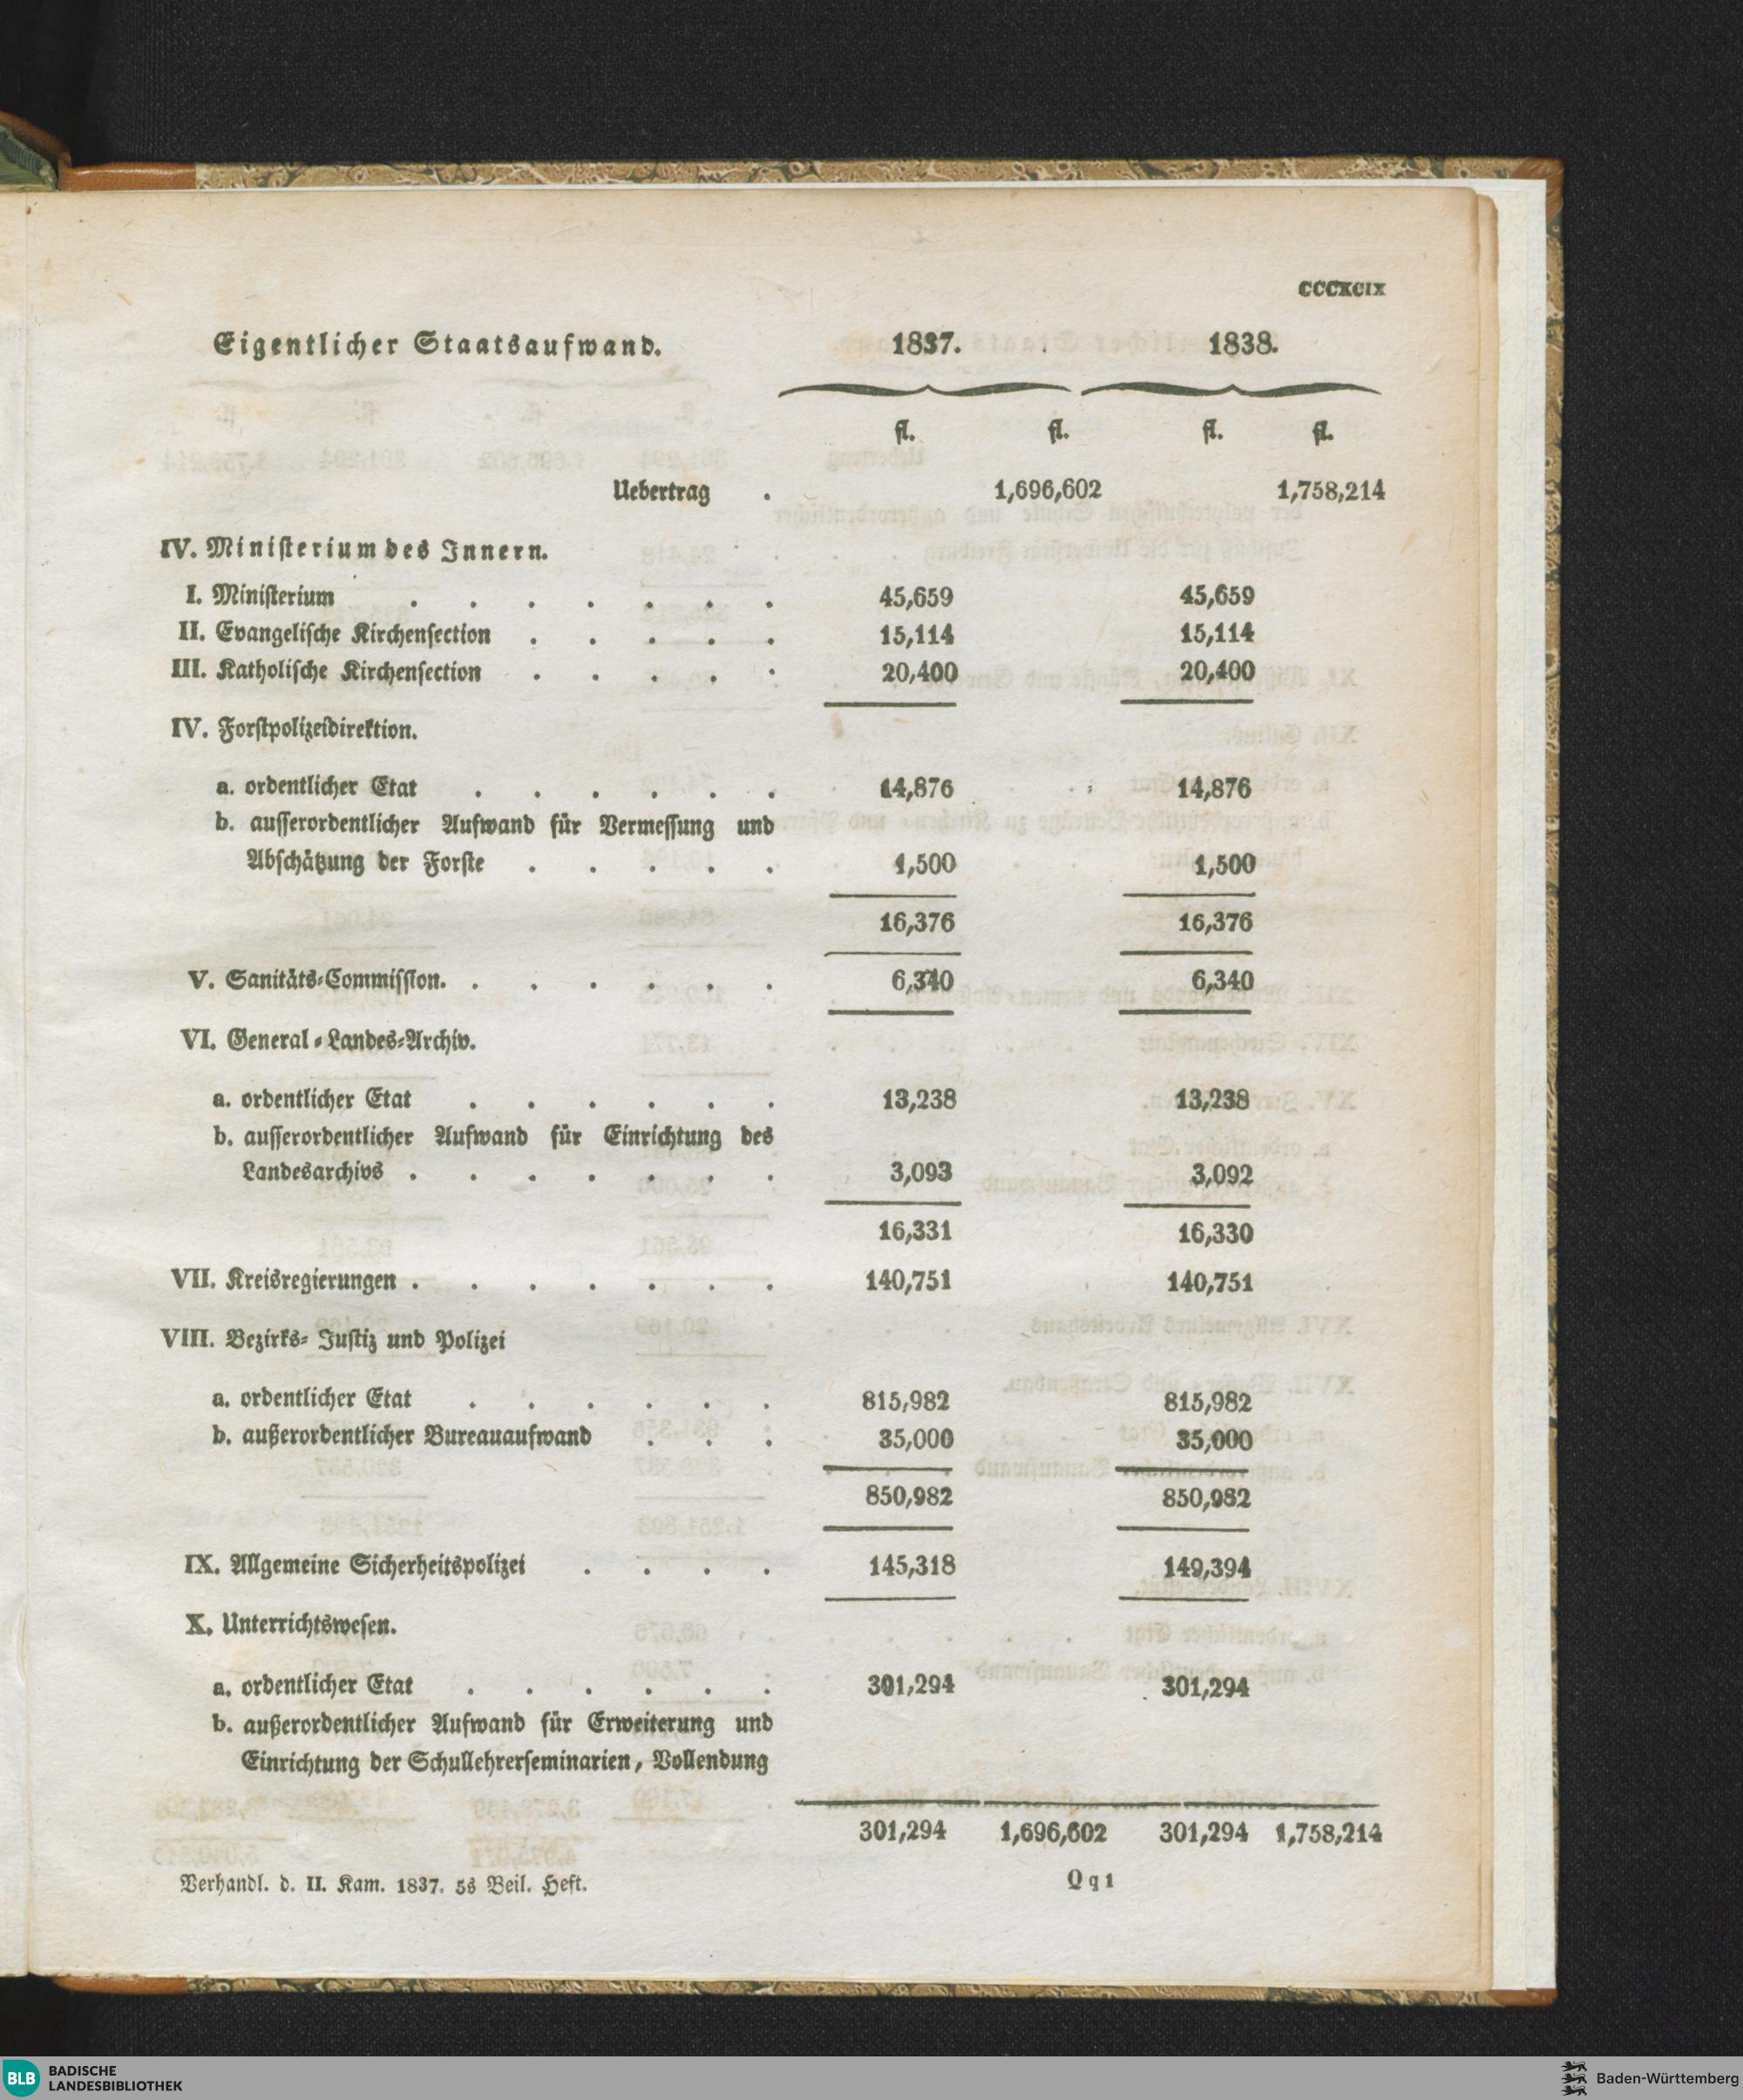 CCCXCIX
Eigentlicher Staatsaufwand. 1837. 1838.
fl. fl. fl. fl.
Uebertrag . 1,696,602 1,758,214
IV. Ministerium des Innern.
I. Ministerium . . . . . . . 45,659 45,659
II. Evangelische Kirchensection . . . . . 15,114 15,114
III. Katholische Kirchensection . . . . . 20,400 20,400
IV. Forstpolizeidirektion.
a. ordentlicher Etat . . . . . . 14,876 14,876
b. ausserordentlicher Aufwand für Vermessung und
Abschätzung der Forste . . . . . 1,500 1,500
16,376 16,376
V. Sanitäts-Commission. . . . . . . 6,340 6,340
VI. General-Landes-Archiv.
a. ordentlicher Etat . . . . . . 13,238 13,238
b. ausserordentlicher Aufwand für Einrichtung des
Landesarchivs . . . . . . . 3,093 3,092
16,331 16,330
VII. Kreisregierungen . . . . . . . 140,751 140,751
VIII. Bezirks-Justiz und Polizei
a. ordentlicher Etat . . . . . . 815,982 815,982
b. außerordentlicher Bureauaufwand . . . 35,000 35,000
850,982 850,982
IX. Allgemeine Sicherheitspolizei . . . . 145,318 149,394
X. Unterrichtswesen.
a. ordentlicher Etat . . . . . . 301,294 301,294
b. außerordentlicher Aufwand für Erweiterung und
Einrichtung der Schullehrerseminarien, Vollendung
301,294 1,696,602 301,294 1,758,214
Verhandl. d. II. Kam. 1837. 5s Beil. Heft. Qq1
BLB BADISCHE
LANDESBIBLIOTHEK
Baden-Württemberg